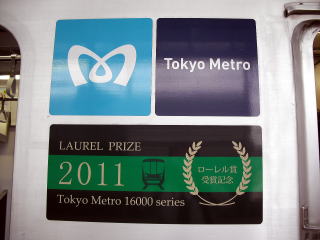 Tokyo Metro
LAUREL PRIZE
2011
Tokyo Metro 16000 series
ローレル賞
受賞記念